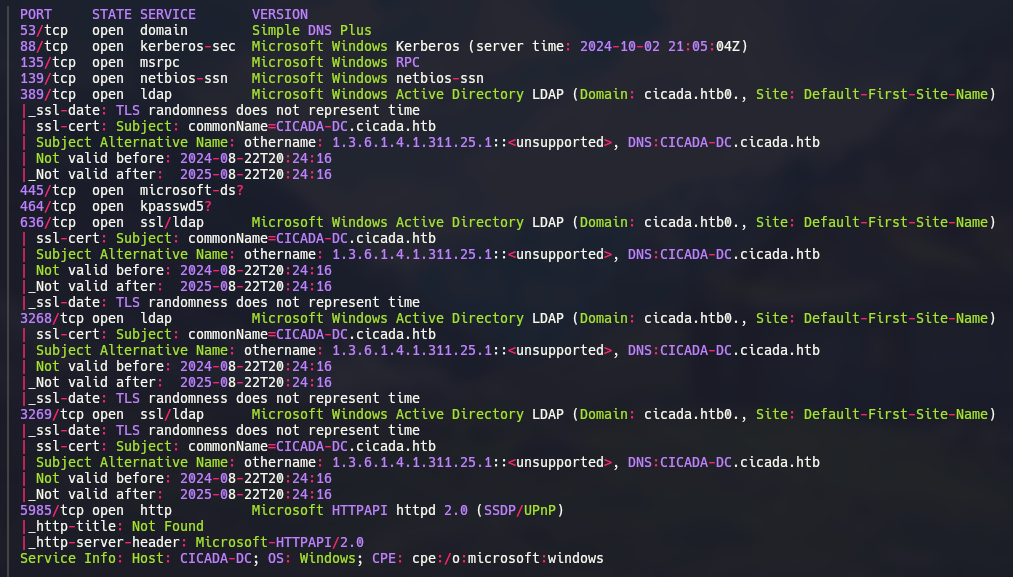 PORT     STATE SERVICE       VERSION
53/tcp   open  domain        Simple DNS Plus
88/tcp   open  kerberos-sec  Microsoft Windows Kerberos (server time: 2024-10-02 21:05:04Z)
135/tcp  open  msrpc         Microsoft Windows RPC
139/tcp  open  netbios-ssn   Microsoft Windows netbios-ssn
389/tcp  open  ldap          Microsoft Windows Active Directory LDAP (Domain: cicada.htb0., Site: Default-First-Site-Name)
|_ssl-date: TLS randomness does not represent time
| ssl-cert: Subject: commonName=CICADA-DC.cicada.htb
| Subject Alternative Name: othername: 1.3.6.1.4.1.311.25.1::<unsupported>, DNS:CICADA-DC.cicada.htb
| Not valid before: 2024-08-22T20:24:16
|_Not valid after:  2025-08-22T20:24:16
445/tcp  open  microsoft-ds?
464/tcp  open  kpasswd5?
636/tcp  open  ssl/ldap      Microsoft Windows Active Directory LDAP (Domain: cicada.htb0., Site: Default-First-Site-Name)
| ssl-cert: Subject: commonName=CICADA-DC.cicada.htb
| Subject Alternative Name: othername: 1.3.6.1.4.1.311.25.1::<unsupported>, DNS:CICADA-DC.cicada.htb
| Not valid before: 2024-08-22T20:24:16
|_Not valid after:  2025-08-22T20:24:16
|_ssl-date: TLS randomness does not represent time
3268/tcp open  ldap          Microsoft Windows Active Directory LDAP (Domain: cicada.htb0., Site: Default-First-Site-Name)
| ssl-cert: Subject: commonName=CICADA-DC.cicada.htb
| Subject Alternative Name: othername: 1.3.6.1.4.1.311.25.1::<unsupported>, DNS:CICADA-DC.cicada.htb
| Not valid before: 2024-08-22T20:24:16
|_Not valid after:  2025-08-22T20:24:16
|_ssl-date: TLS randomness does not represent time
3269/tcp open  ssl/ldap      Microsoft Windows Active Directory LDAP (Domain: cicada.htb0., Site: Default-First-Site-Name)
|_ssl-date: TLS randomness does not represent time
| ssl-cert: Subject: commonName=CICADA-DC.cicada.htb
| Subject Alternative Name: othername: 1.3.6.1.4.1.311.25.1::<unsupported>, DNS:CICADA-DC.cicada.htb
| Not valid before: 2024-08-22T20:24:16
|_Not valid after:  2025-08-22T20:24:16
5985/tcp open  http          Microsoft HTTPAPI httpd 2.0 (SSDP/UPnP)
|_http-title: Not Found
|_http-server-header: Microsoft-HTTPAPI/2.0
Service Info: Host: CICADA-DC; OS: Windows; CPE: cpe:/o:microsoft:windows